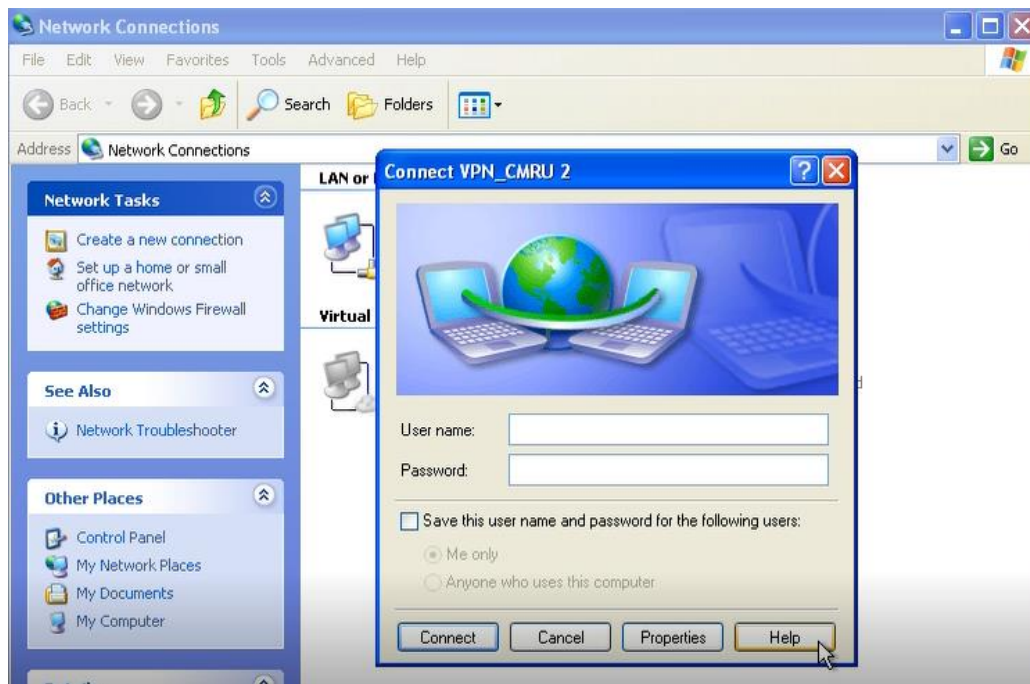 Network Connections
File Edit View Favorites Tools Advanced Help
Back Search Folders
Address Network Connections Go
Network Tasks
Create a new connection
Set up a home or small
office network
Change Windows Firewall
settings
See Also
Network Troubleshooter
Other Places
Control Panel
My Network Places
My Documents
My Computer
LAN or
Virtual
Connect VPN_CMRU 2
User name:
Password:
Save this user name and password for the following users:
Me only
Anyone who uses this computer
Connect Cancel Properties Help